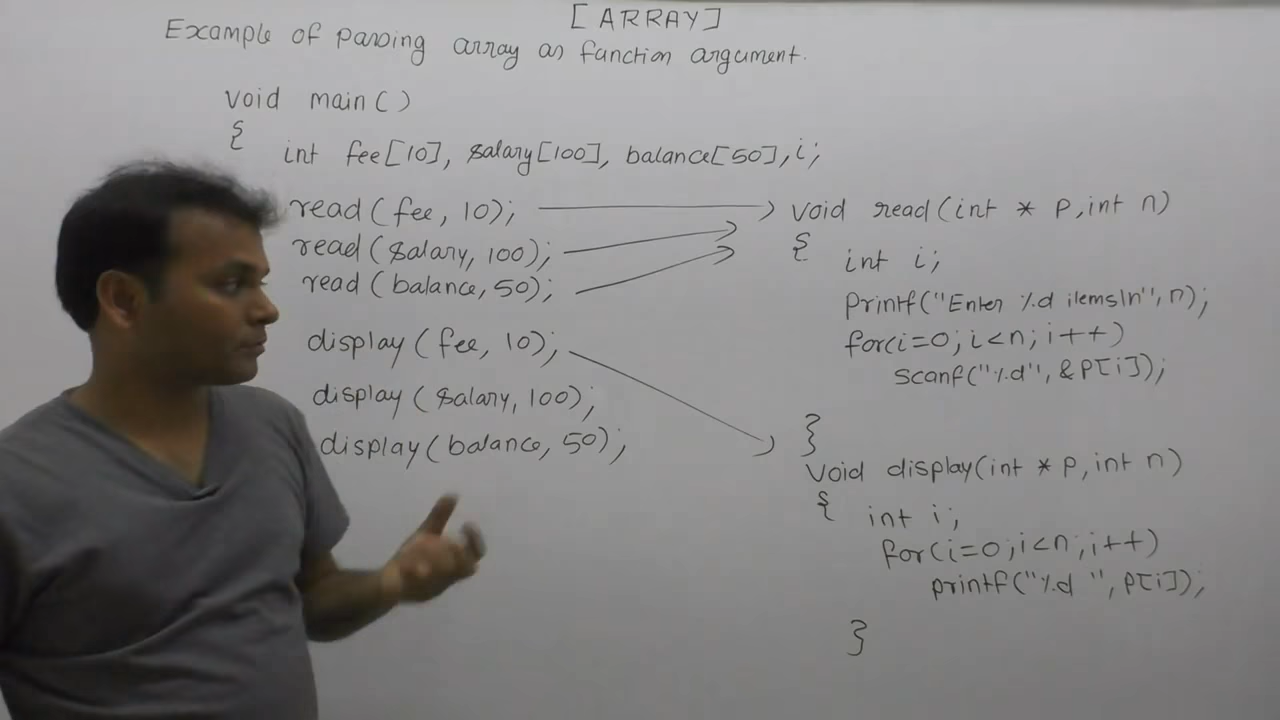 [ARRAY]
Example of Passing array as function argument.
void main()
{
int fee[10], salary[100], balance[50], i;
read(fee, 10);
read(salary, 100);
read(balance, 50);
display(fee, 10);
display(salary, 100);
display(balance, 50);
void read(int * P, int n)
{
int i;
printf("Enter %d items\n", n);
for(i=0; i<n; i++)
scanf("%d", &P[i]);
}
void display(int * P, int n)
{
int i;
for(i=0; i<n; i++)
printf("%d ", P[i]);
}